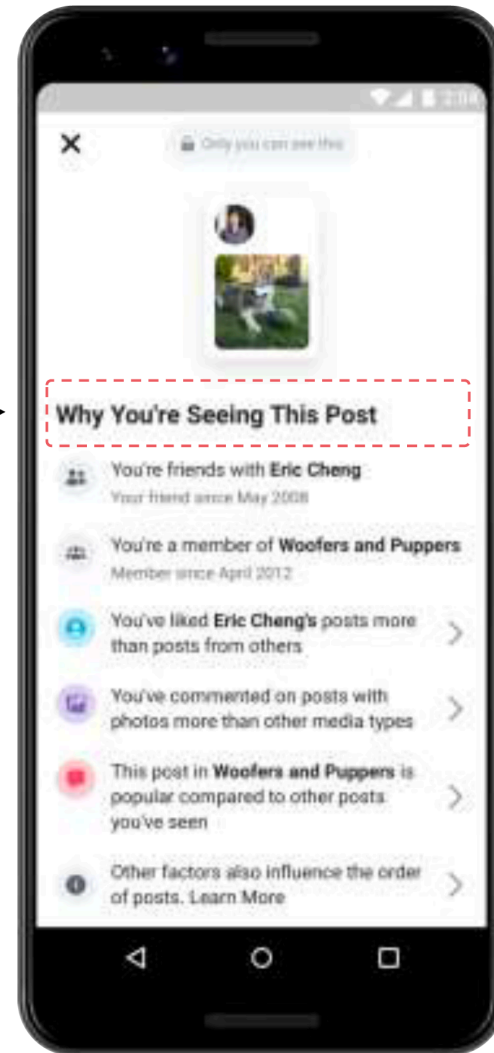 2:04
Only you can see this
Why You're Seeing This Post
You're friends with Eric Cheng
Your friend since May 2008
You're a member of Woofers and Puppers
Member since April 2012
You've liked Eric Cheng's posts more
than posts from others
You've commented on posts with
photos more than other media types
This post in Woofers and Puppers is
popular compared to other posts
you've seen
Other factors also influence the order
of posts. Learn More